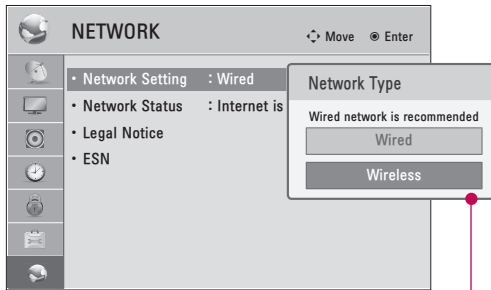 NETWORK
Move Enter
• Network Setting : Wired
• Network Status : Internet is
• Legal Notice
• ESN
Network Type
Wired network is recommended
Wired
Wireless